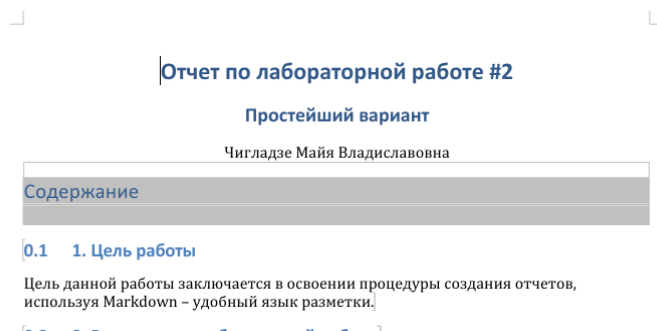 Отчет по лабораторной работе #2
Простейший вариант
Чигладзе Майя Владиславовна
Содержание
0.1 1. Цель работы
Цель данной работы заключается в освоении процедуры создания отчетов,
используя Markdown – удобный язык разметки.